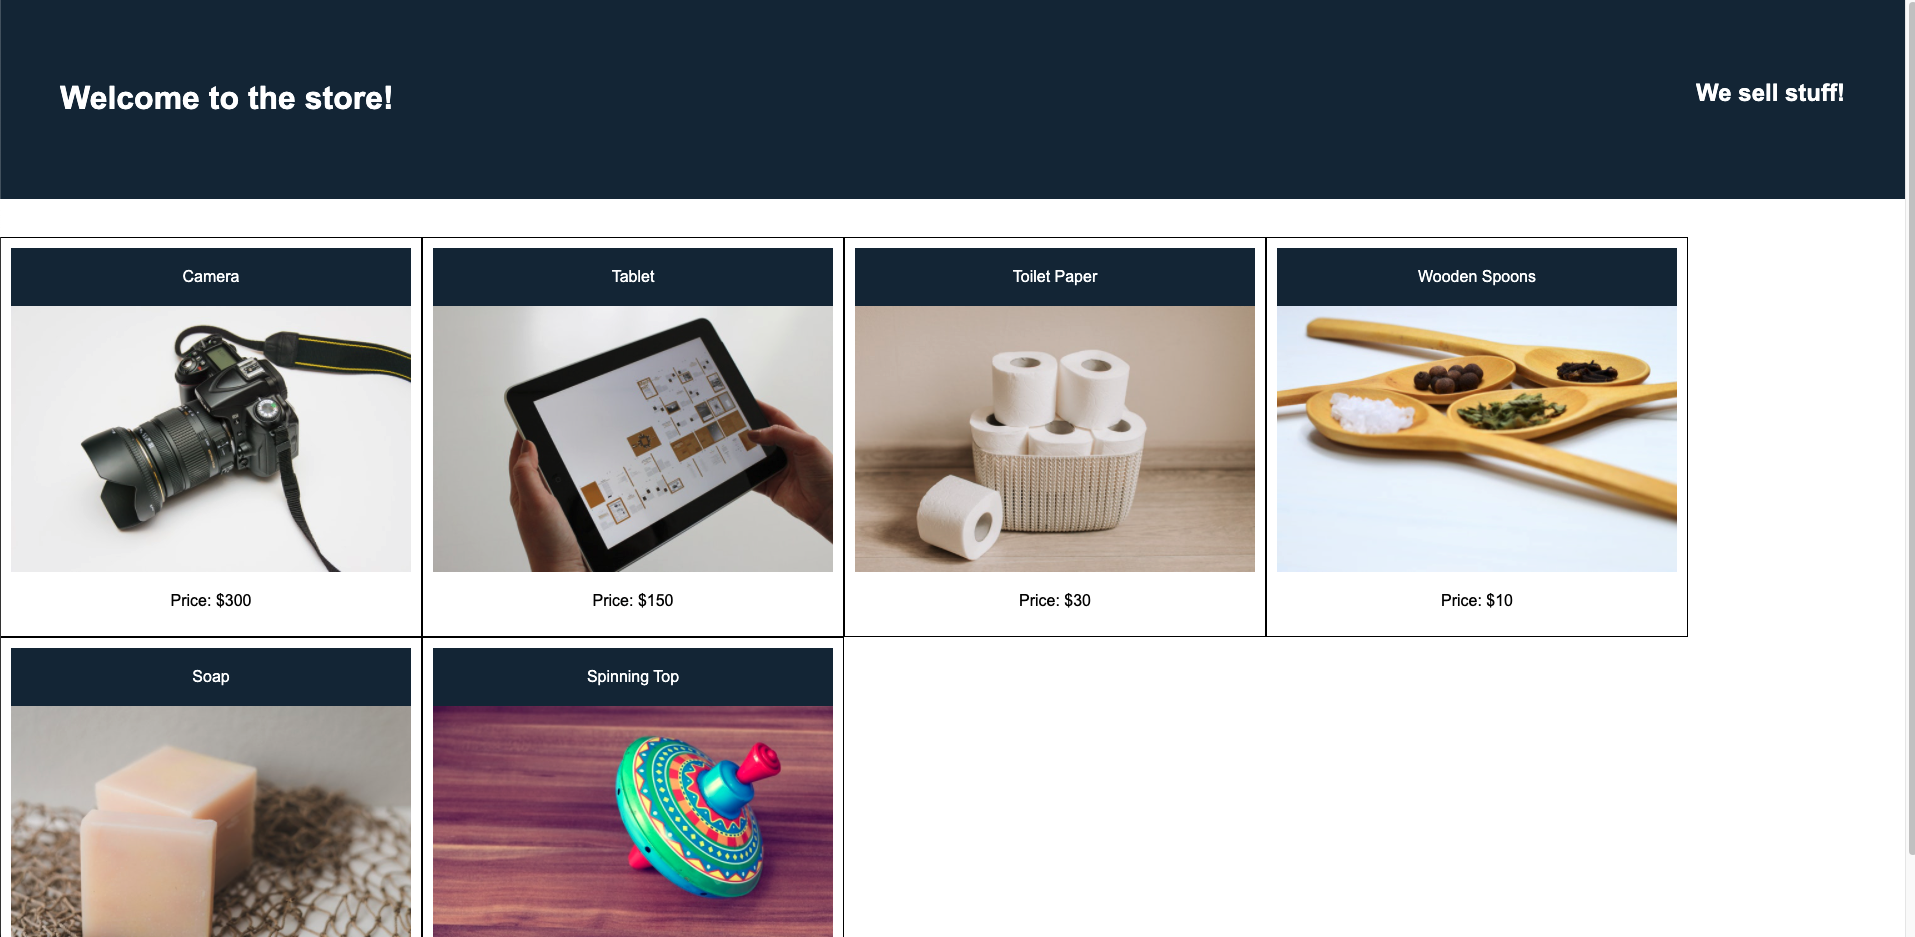 Welcome to the store!
We sell stuff!
Camera
Tablet
Toilet Paper
Wooden Spoons
Price: $300
Price: $150
Price: $30
Price: $10
Soap
Spinning Top